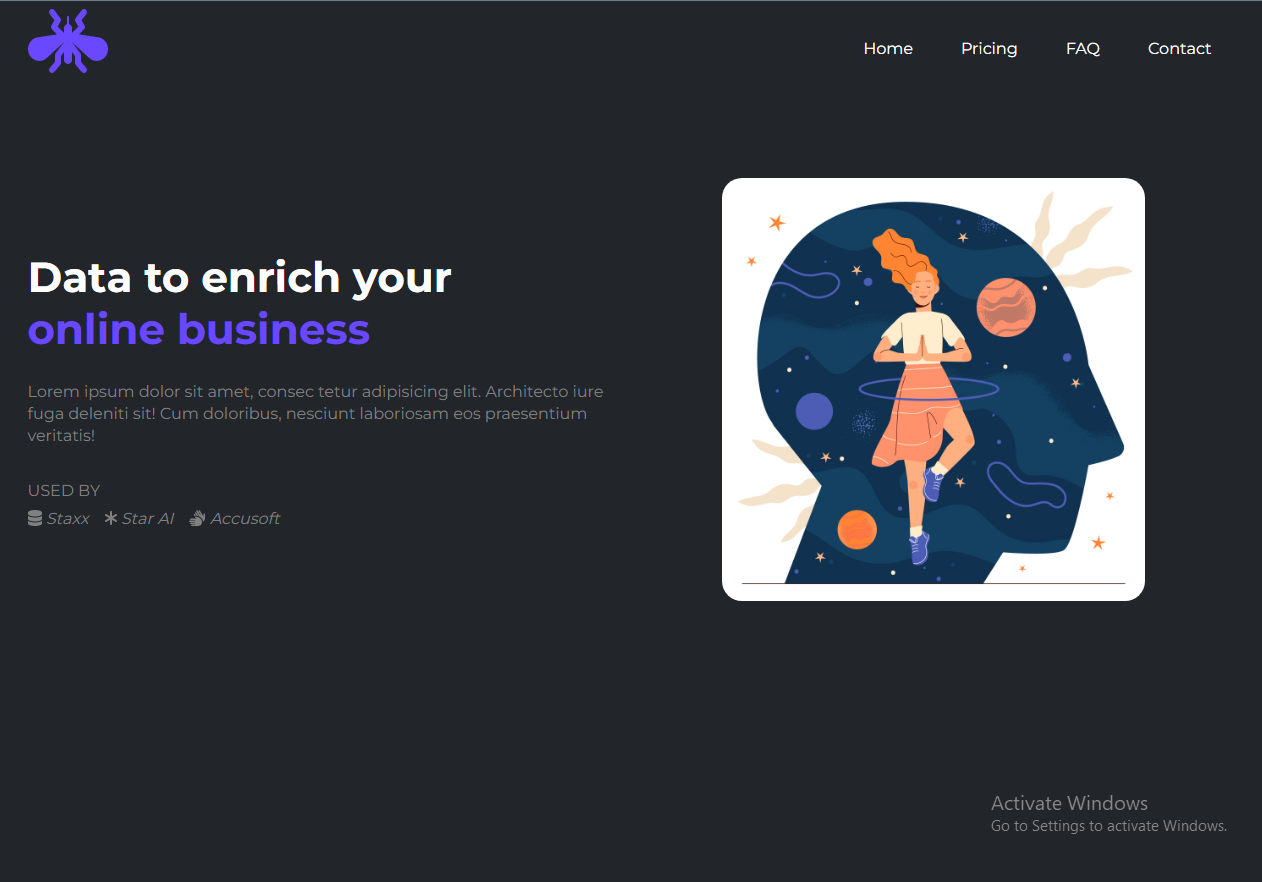 Home Pricing FAQ Contact
Data to enrich your
online business
Lorem ipsum dolor sit amet, consec tetur adipisicing elit. Architecto iure
fuga deleniti sit! Cum doloribus, nesciunt laboriosam eos praesentium
veritatis!
USED BY
Staxx Star AI Accusoft
Activate Windows
Go to Settings to activate Windows.